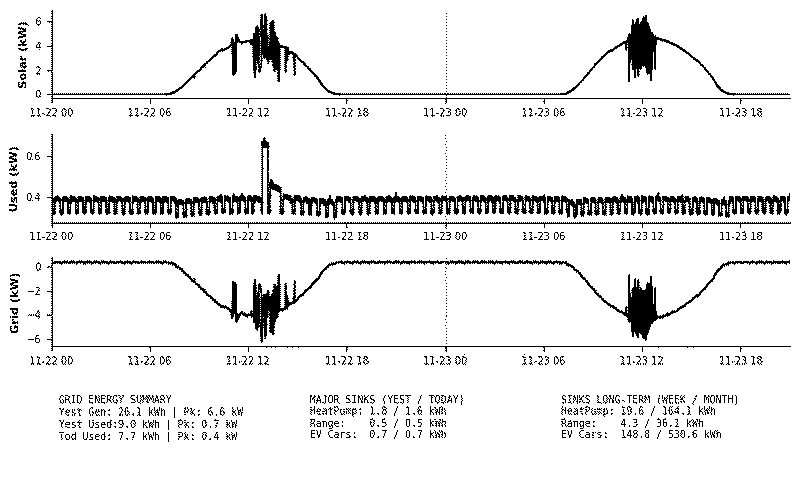 Solar (kW)
6
4
2
0
11-22 00 11-22 06 11-22 12 11-22 18 11-23 00 11-23 06 11-23 12 11-23 18
Used (kW)
0.6
0.4
11-22 00 11-22 06 11-22 12 11-22 18 11-23 00 11-23 06 11-23 12 11-23 18
Grid (kW)
0
−2
−4
−6
11-22 00 11-22 06 11-22 12 11-22 18 11-23 00 11-23 06 11-23 12 11-23 18
GRID ENERGY SUMMARY
Yest Gen: 26.1 kWh | Pk: 6.6 kW
Yest Used:9.0 kWh | Pk: 0.7 kW
Tod Used: 7.7 kWh | Pk: 0.4 kW
MAJOR SINKS (YEST / TODAY)
HeatPump: 1.8 / 1.6 kWh
Range: 0.5 / 0.5 kWh
EV Cars: 0.7 / 0.7 kWh
SINKS LONG-TERM (WEEK / MONTH)
HeatPump: 19.6 / 164.1 kWh
Range: 4.3 / 36.1 kWh
EV Cars: 148.8 / 530.6 kWh